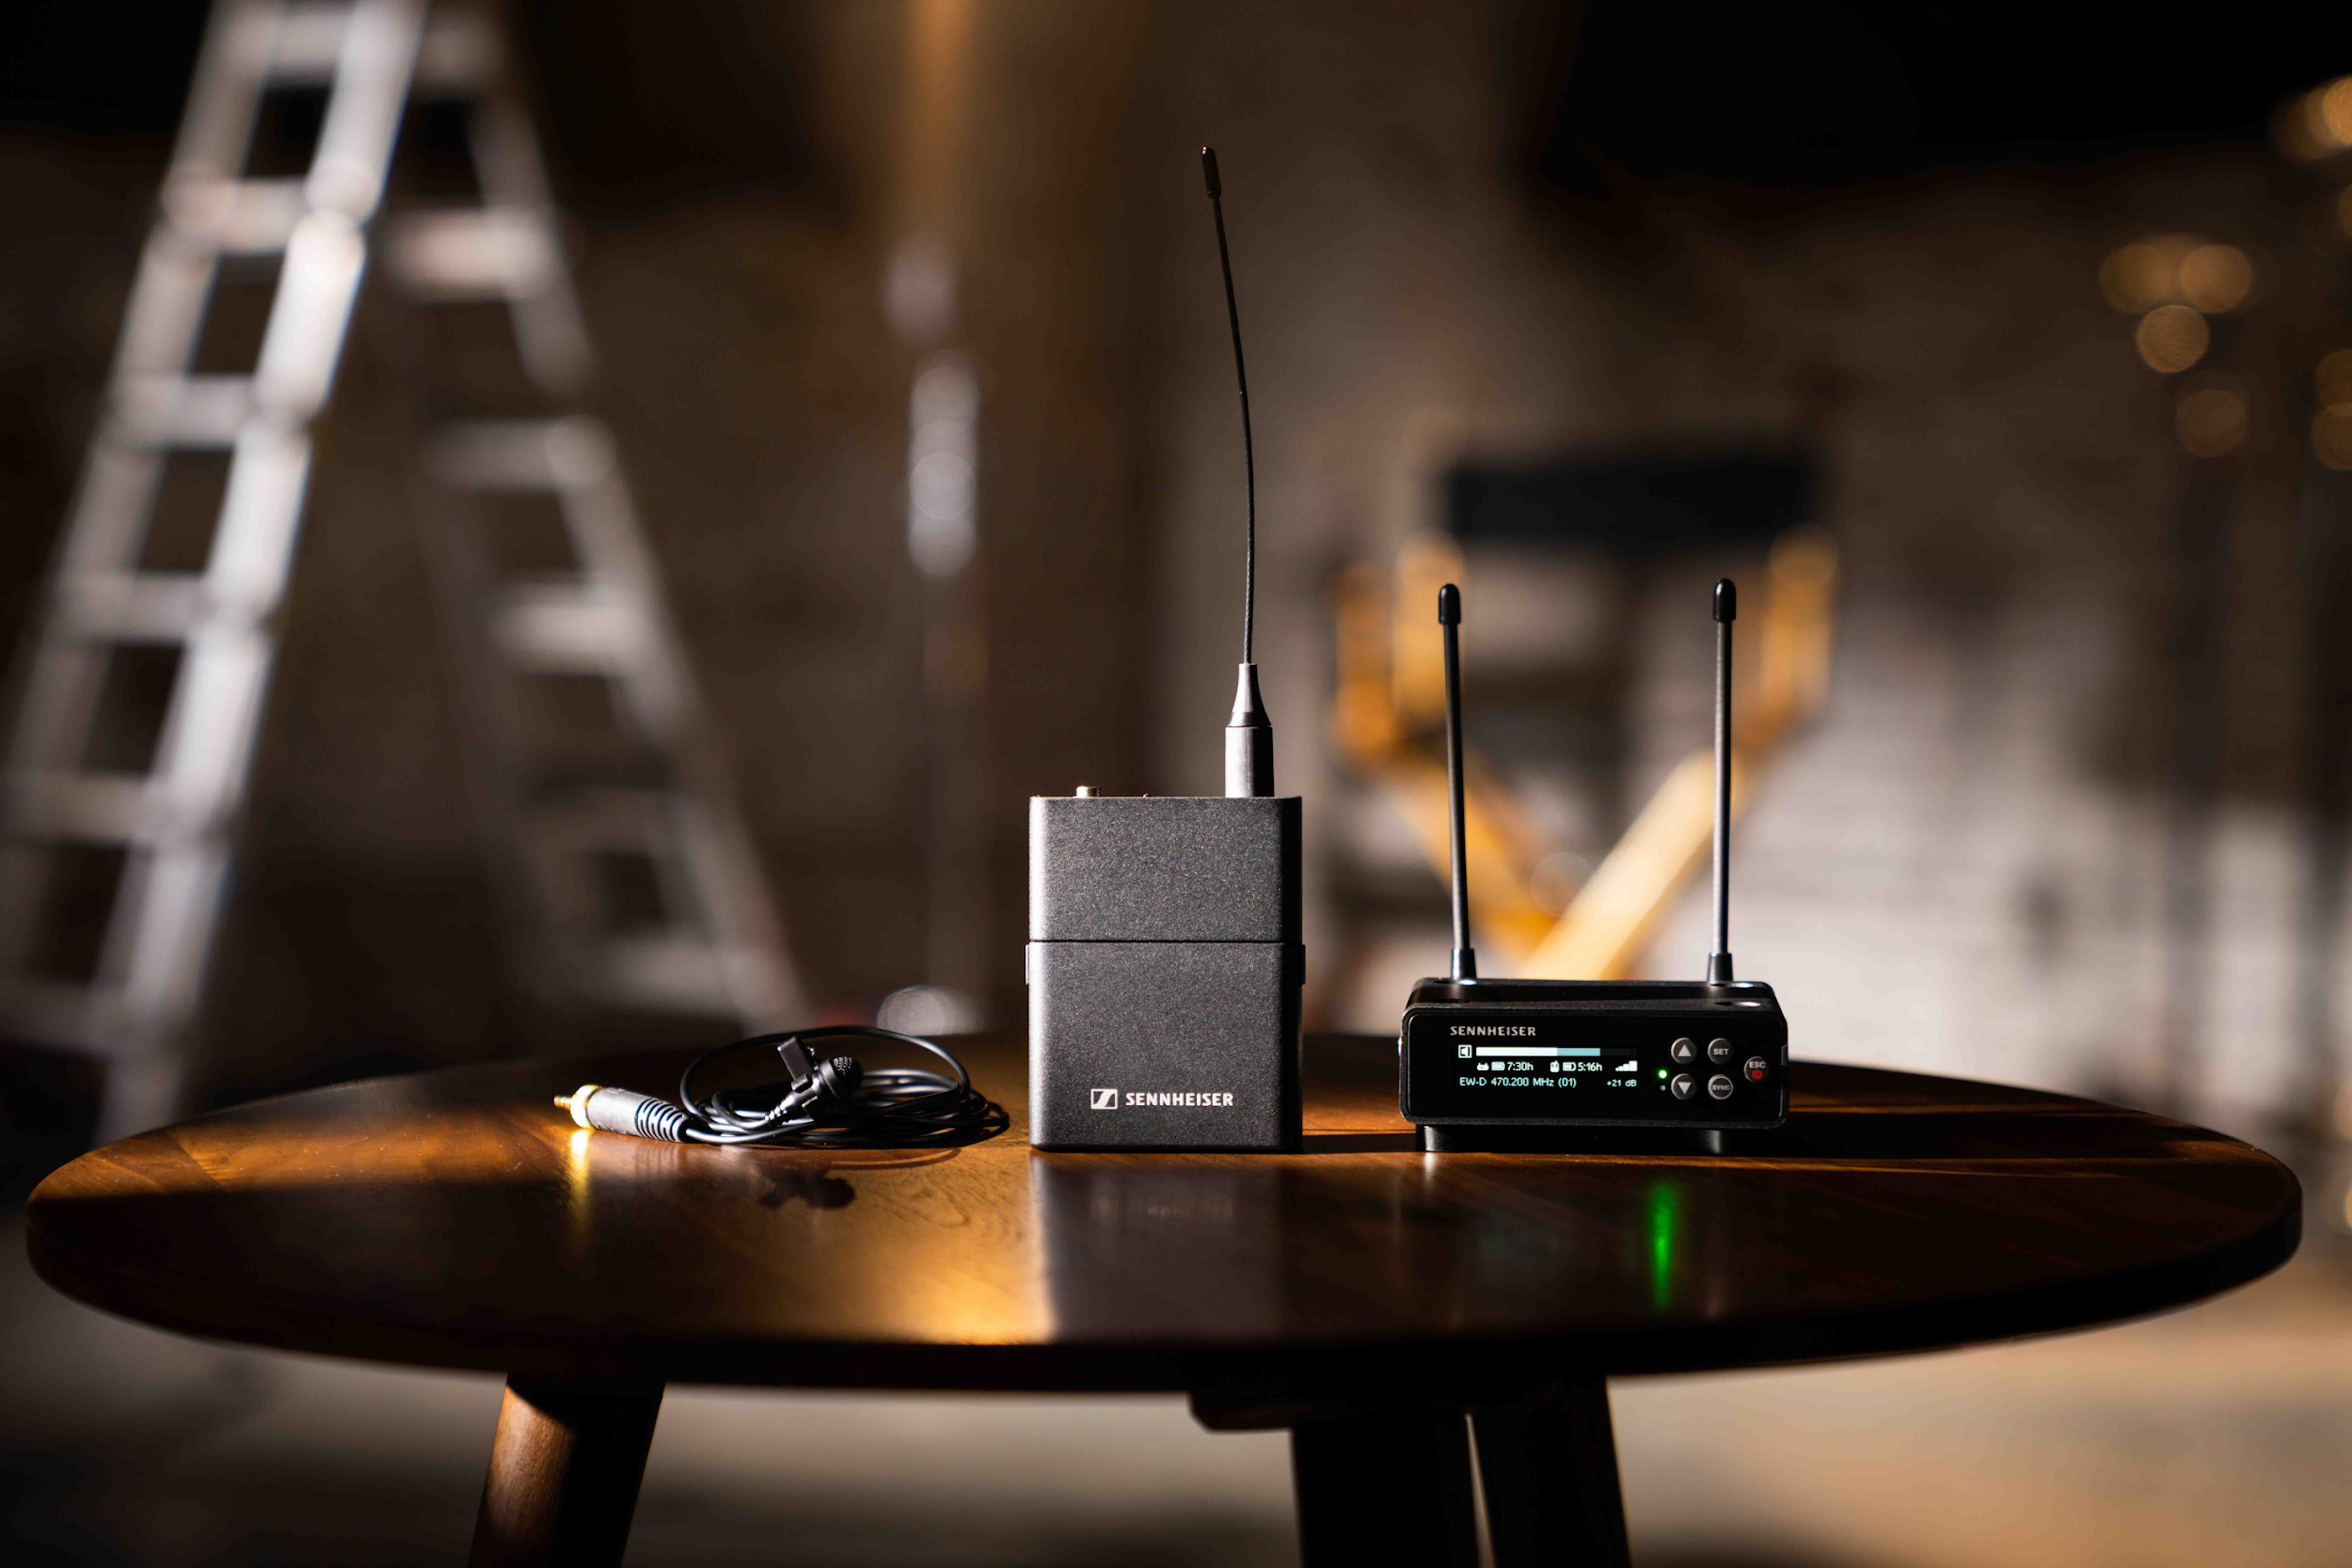 SENNHEISER
SENNHEISER
7:30h 5:16h
EW-D 470.200 MHz (01) +21 dB
SET
ESC
SYNC